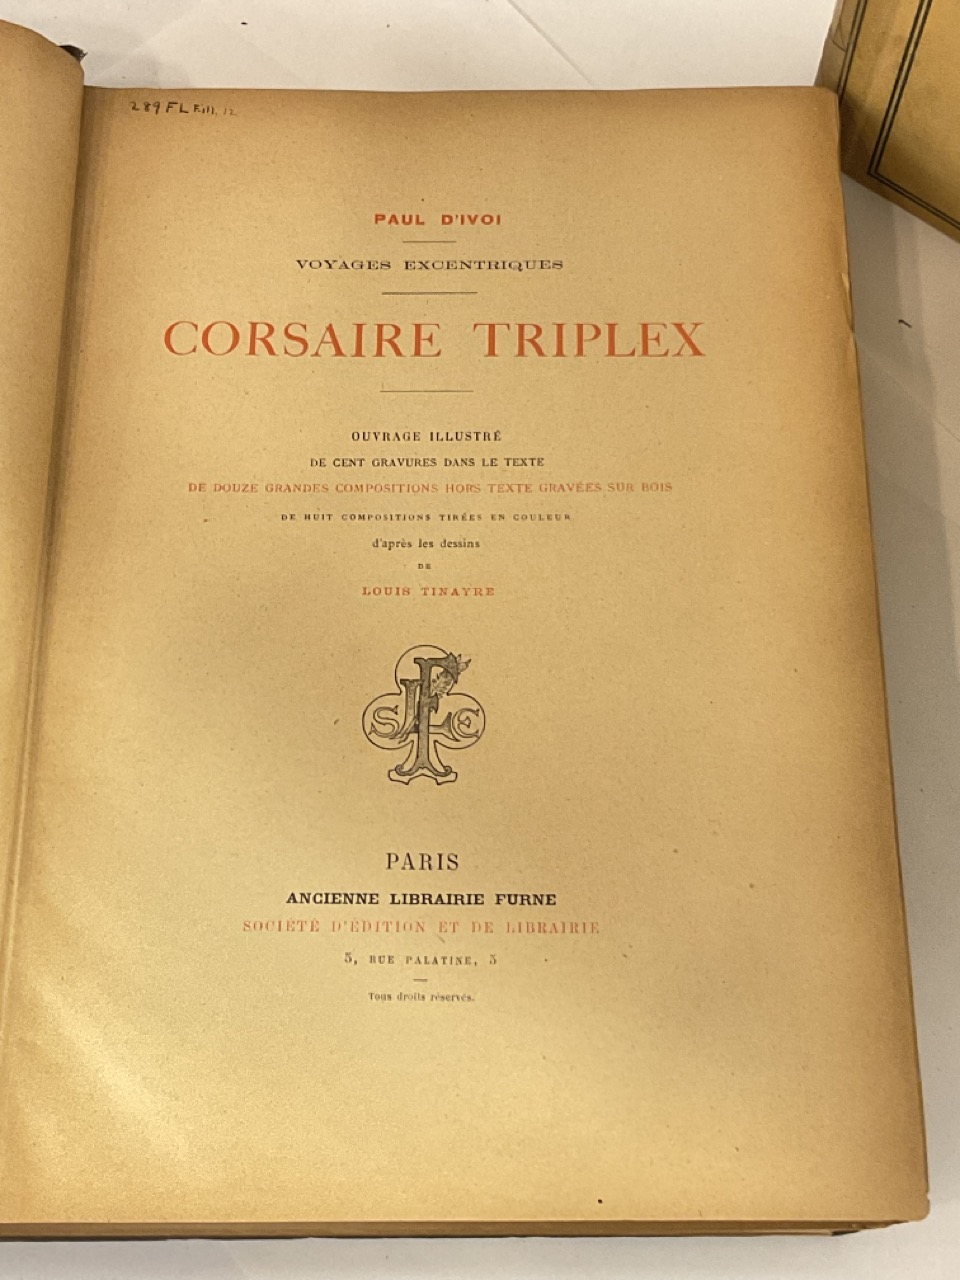 289 FL
PAUL D'IVOI
VOYAGES EXCENTRIQUES
CORSAIRE TRIPLEX
OUVRAGE ILLUSTRÉ
DE CENT GRAVURES DANS LE TEXTE
DE DOUZE GRANDES COMPOSITIONS HORS TEXTE GRAVÉES SUR BOIS
DE HUIT COMPOSITIONS TIRÉES EN COULEUR
d'après les dessins
DE
LOUIS TINAYRE
PARIS
ANCIENNE LIBRAIRIE FURNE
SOCIÉTÉ D'ÉDITION ET DE LIBRAIRIE
5, RUE PALATINE, 5
Tous droits réservés.